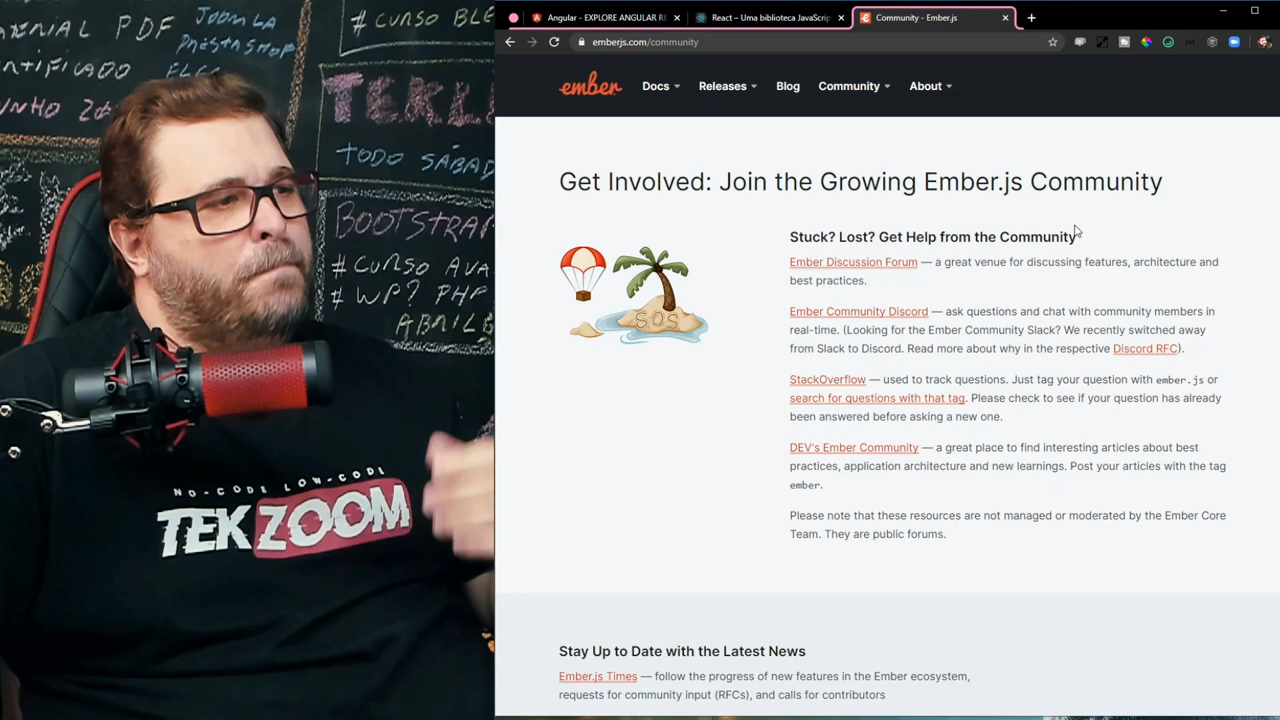 ERIAL PDF
JOOMLA
PRESTASHOP
# CURSO BLE
NTIFICADO
TEKL
TODO SÁBAD
BOOTSTRAP
# CURSO AVA
# WP? PHP
ABRIL
NO-CODE LOW-CODE
TEKZOOM
Angular - EXPLORE ANGULAR RE
React – Uma biblioteca JavaScrip
Community - Ember.js
emberjs.com/community
ember
Docs
Releases
Blog
Community
About
Get Involved: Join the Growing Ember.js Community
SOS
Stuck? Lost? Get Help from the Community
Ember Discussion Forum — a great venue for discussing features, architecture and
best practices.
Ember Community Discord — ask questions and chat with community members in
real-time. (Looking for the Ember Community Slack? We recently switched away
from Slack to Discord. Read more about why in the respective Discord RFC).
StackOverflow — used to track questions. Just tag your question with ember.js or
search for questions with that tag. Please check to see if your question has already
been answered before asking a new one.
DEV's Ember Community — a great place to find interesting articles about best
practices, application architecture and new learnings. Post your articles with the tag
ember.
Please note that these resources are not managed or moderated by the Ember Core
Team. They are public forums.
Stay Up to Date with the Latest News
Ember.js Times — follow the progress of new features in the Ember ecosystem,
requests for community input (RFCs), and calls for contributors